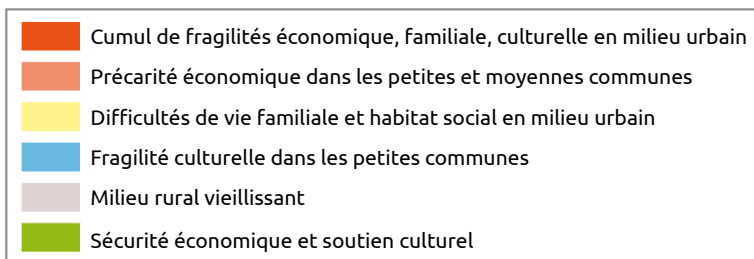 Cumul de fragilités économique, familiale, culturelle en milieu urbain
Précarité économique dans les petites et moyennes communes
Difficultés de vie familiale et habitat social en milieu urbain
Fragilité culturelle dans les petites communes
Milieu rural vieillissant
Sécurité économique et soutien culturel